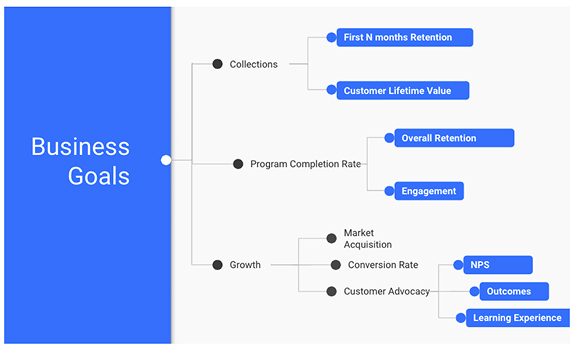 Business
Goals
Collections
First N months Retention
Customer Lifetime Value
Program Completion Rate
Overall Retention
Engagement
Growth
Market
Acquisition
Conversion Rate
Customer Advocacy
NPS
Outcomes
Learning Experience